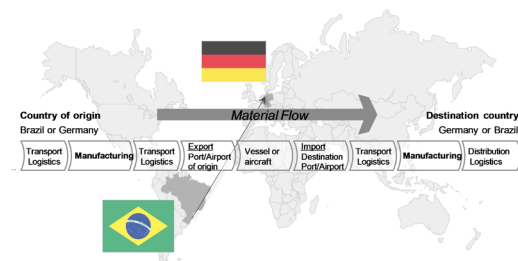 Material Flow
Country of origin
Brazil or Germany
Destination country
Germany or Brazil
Transport
Logistics
Manufacturing
Transport
Logistics
Export
Port/Airport
of origin
Vessel or
aircraft
Import
Destination
Port/Airport
Transport
Logistics
Manufacturing
Distribution
Logistics